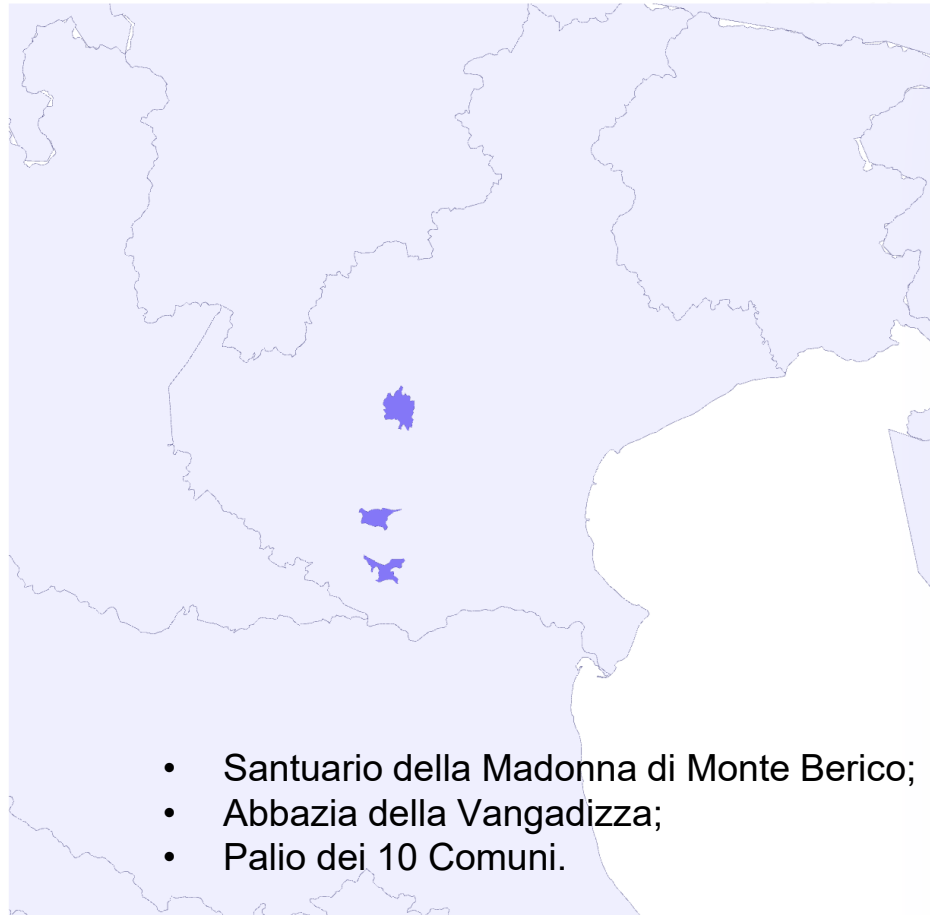 • Santuario della Madonna di Monte Berico;
• Abbazia della Vangadizza;
• Palio dei 10 Comuni.